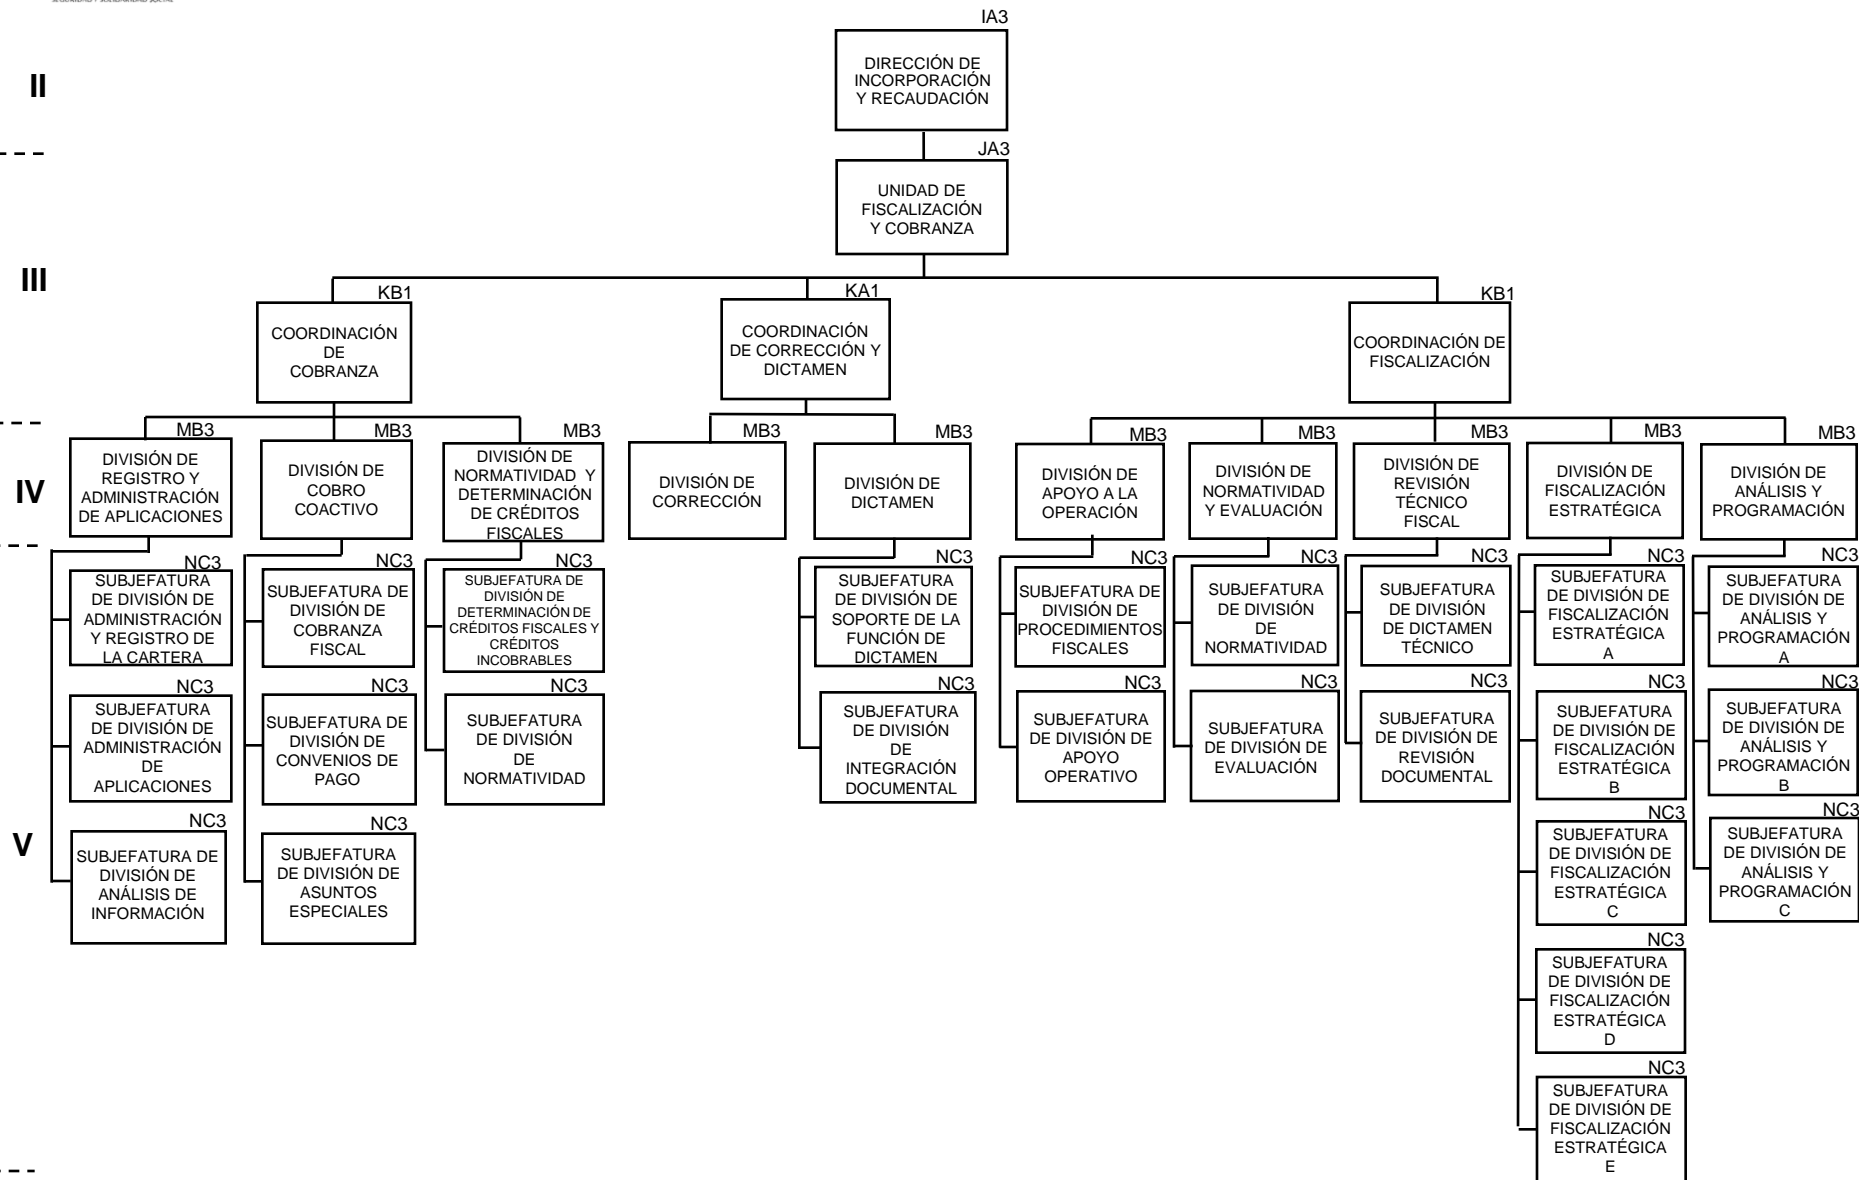 IA3
DIRECCIÓN DE
INCORPORACIÓN
Y RECAUDACIÓN
II
JA3
UNIDAD DE
FISCALIZACIÓN
Y COBRANZA
III
KB1
COORDINACIÓN
DE
COBRANZA
KA1
COORDINACIÓN
DE CORRECCIÓN Y
DICTAMEN
KB1
COORDINACIÓN DE
FISCALIZACIÓN
IV
MB3
DIVISIÓN DE
REGISTRO Y
ADMINISTRACIÓN
DE APLICACIONES
MB3
DIVISIÓN DE
COBRO
COACTIVO
MB3
DIVISIÓN DE
NORMATIVIDAD Y
DETERMINACIÓN
DE CRÉDITOS
FISCALES
MB3
DIVISIÓN DE
CORRECCIÓN
MB3
DIVISIÓN DE
DICTAMEN
MB3
DIVISIÓN DE
APOYO A LA
OPERACIÓN
MB3
DIVISIÓN DE
NORMATIVIDAD
Y EVALUACIÓN
MB3
DIVISIÓN DE
REVISIÓN
TÉCNICO
FISCAL
MB3
DIVISIÓN DE
FISCALIZACIÓN
ESTRATÉGICA
MB3
DIVISIÓN DE
ANÁLISIS Y
PROGRAMACIÓN
V
NC3
SUBJEFATURA
DE DIVISIÓN DE
ADMINISTRACIÓN
Y REGISTRO DE
LA CARTERA
NC3
SUBJEFATURA DE
DIVISIÓN DE
COBRANZA
FISCAL
NC3
SUBJEFATURA DE
DIVISIÓN DE
DETERMINACIÓN DE
CRÉDITOS FISCALES Y
CRÉDITOS
INCOBRABLES
NC3
SUBJEFATURA
DE DIVISIÓN DE
SOPORTE DE LA
FUNCIÓN DE
DICTAMEN
NC3
SUBJEFATURA DE
DIVISIÓN DE
PROCEDIMIENTOS
FISCALES
NC3
SUBJEFATURA
DE DIVISIÓN
DE
NORMATIVIDAD
NC3
SUBJEFATURA
DE DIVISIÓN
DE DICTAMEN
TÉCNICO
NC3
SUBJEFATURA
DE DIVISIÓN DE
FISCALIZACIÓN
ESTRATÉGICA
A
NC3
SUBJEFATURA
DE DIVISIÓN DE
ANÁLISIS Y
PROGRAMACIÓN
A
NC3
SUBJEFATURA
DE DIVISIÓN DE
ADMINISTRACIÓN
DE
APLICACIONES
NC3
SUBJEFATURA DE
DIVISIÓN DE
CONVENIOS DE
PAGO
NC3
SUBJEFATURA
DE DIVISIÓN
DE
NORMATIVIDAD
NC3
SUBJEFATURA
DE DIVISIÓN
DE
INTEGRACIÓN
DOCUMENTAL
NC3
SUBJEFATURA
DE DIVISIÓN DE
APOYO
OPERATIVO
NC3
SUBJEFATURA
DE DIVISIÓN DE
EVALUACIÓN
NC3
SUBJEFATURA
DE DIVISIÓN DE
REVISIÓN
DOCUMENTAL
NC3
SUBJEFATURA
DE DIVISIÓN DE
FISCALIZACIÓN
ESTRATÉGICA
B
NC3
SUBJEFATURA
DE DIVISIÓN DE
ANÁLISIS Y
PROGRAMACIÓN
B
NC3
SUBJEFATURA DE
DIVISIÓN DE
ANÁLISIS DE
INFORMACIÓN
NC3
SUBJEFATURA
DE DIVISIÓN DE
ASUNTOS
ESPECIALES
NC3
SUBJEFATURA
DE DIVISIÓN DE
FISCALIZACIÓN
ESTRATÉGICA
C
NC3
SUBJEFATURA
DE DIVISIÓN DE
ANÁLISIS Y
PROGRAMACIÓN
C
NC3
SUBJEFATURA
DE DIVISIÓN DE
FISCALIZACIÓN
ESTRATÉGICA
D
NC3
SUBJEFATURA
DE DIVISIÓN DE
FISCALIZACIÓN
ESTRATÉGICA
E